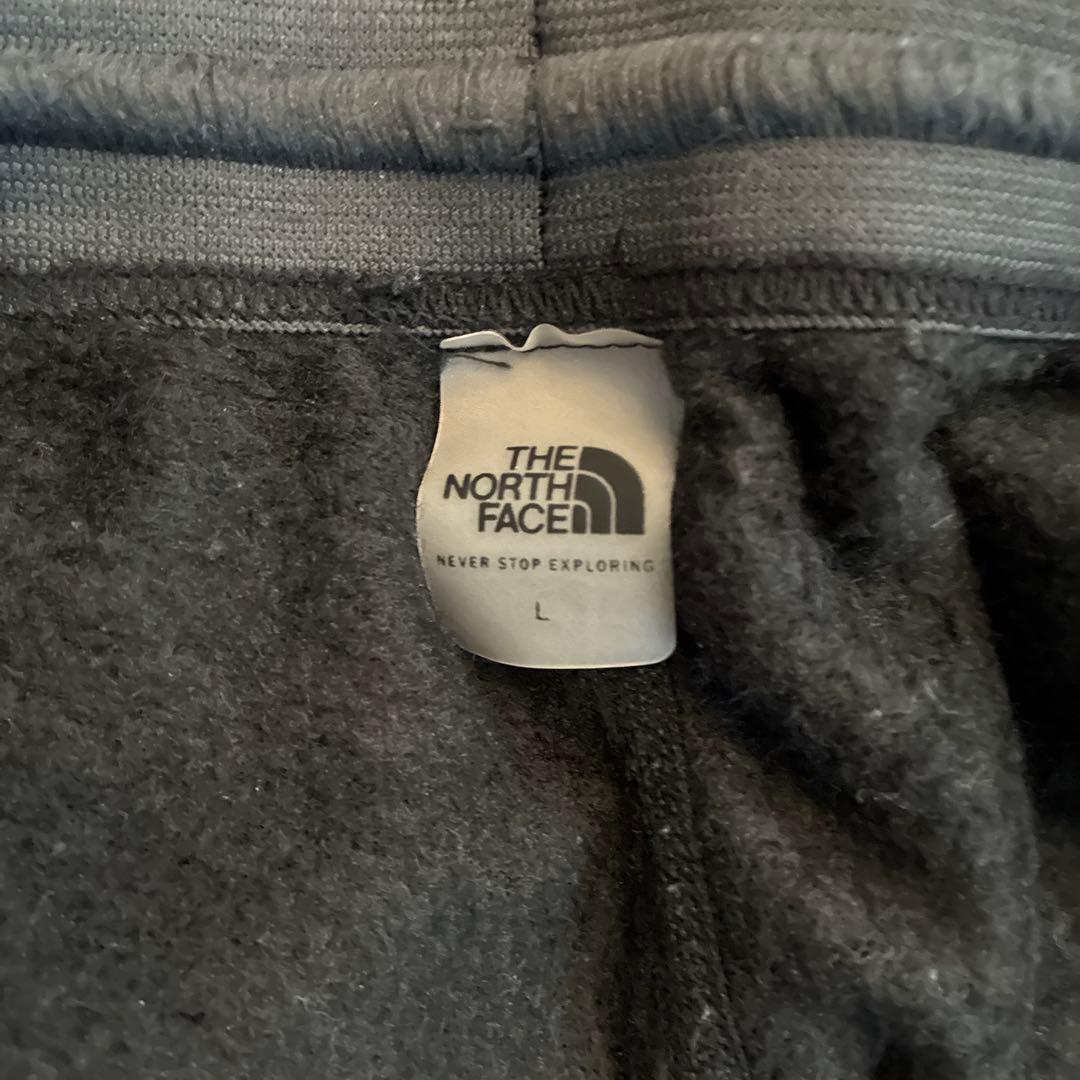 THE
NORTH
FACE
NEVER STOP EXPLORING
L